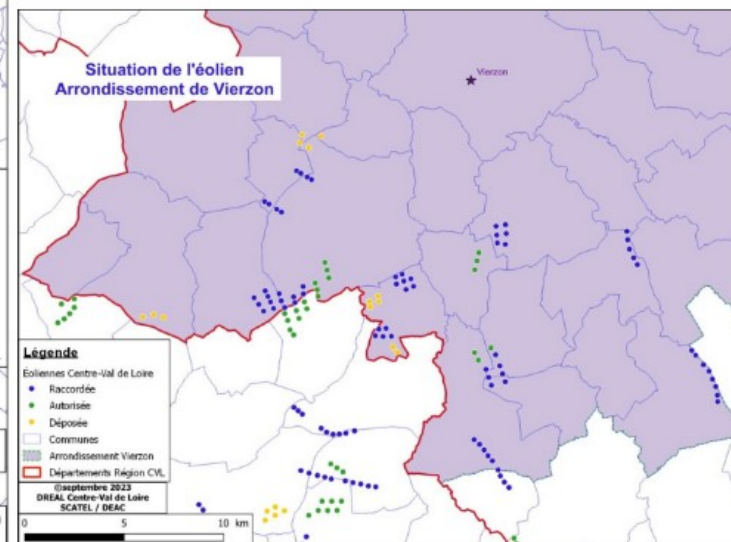 Situation de l'éolien
Arrondissement de Vierzon
Vierzon
Légende
Éoliennes Centre-Val de Loire
Raccordée
Autorisée
Déposée
Communes
Arrondissement Vierzon
Départements Région CVL
©septembre 2023
DREAL Centre-Val de Loire
SCATEL / DEAC
0 5 10 km